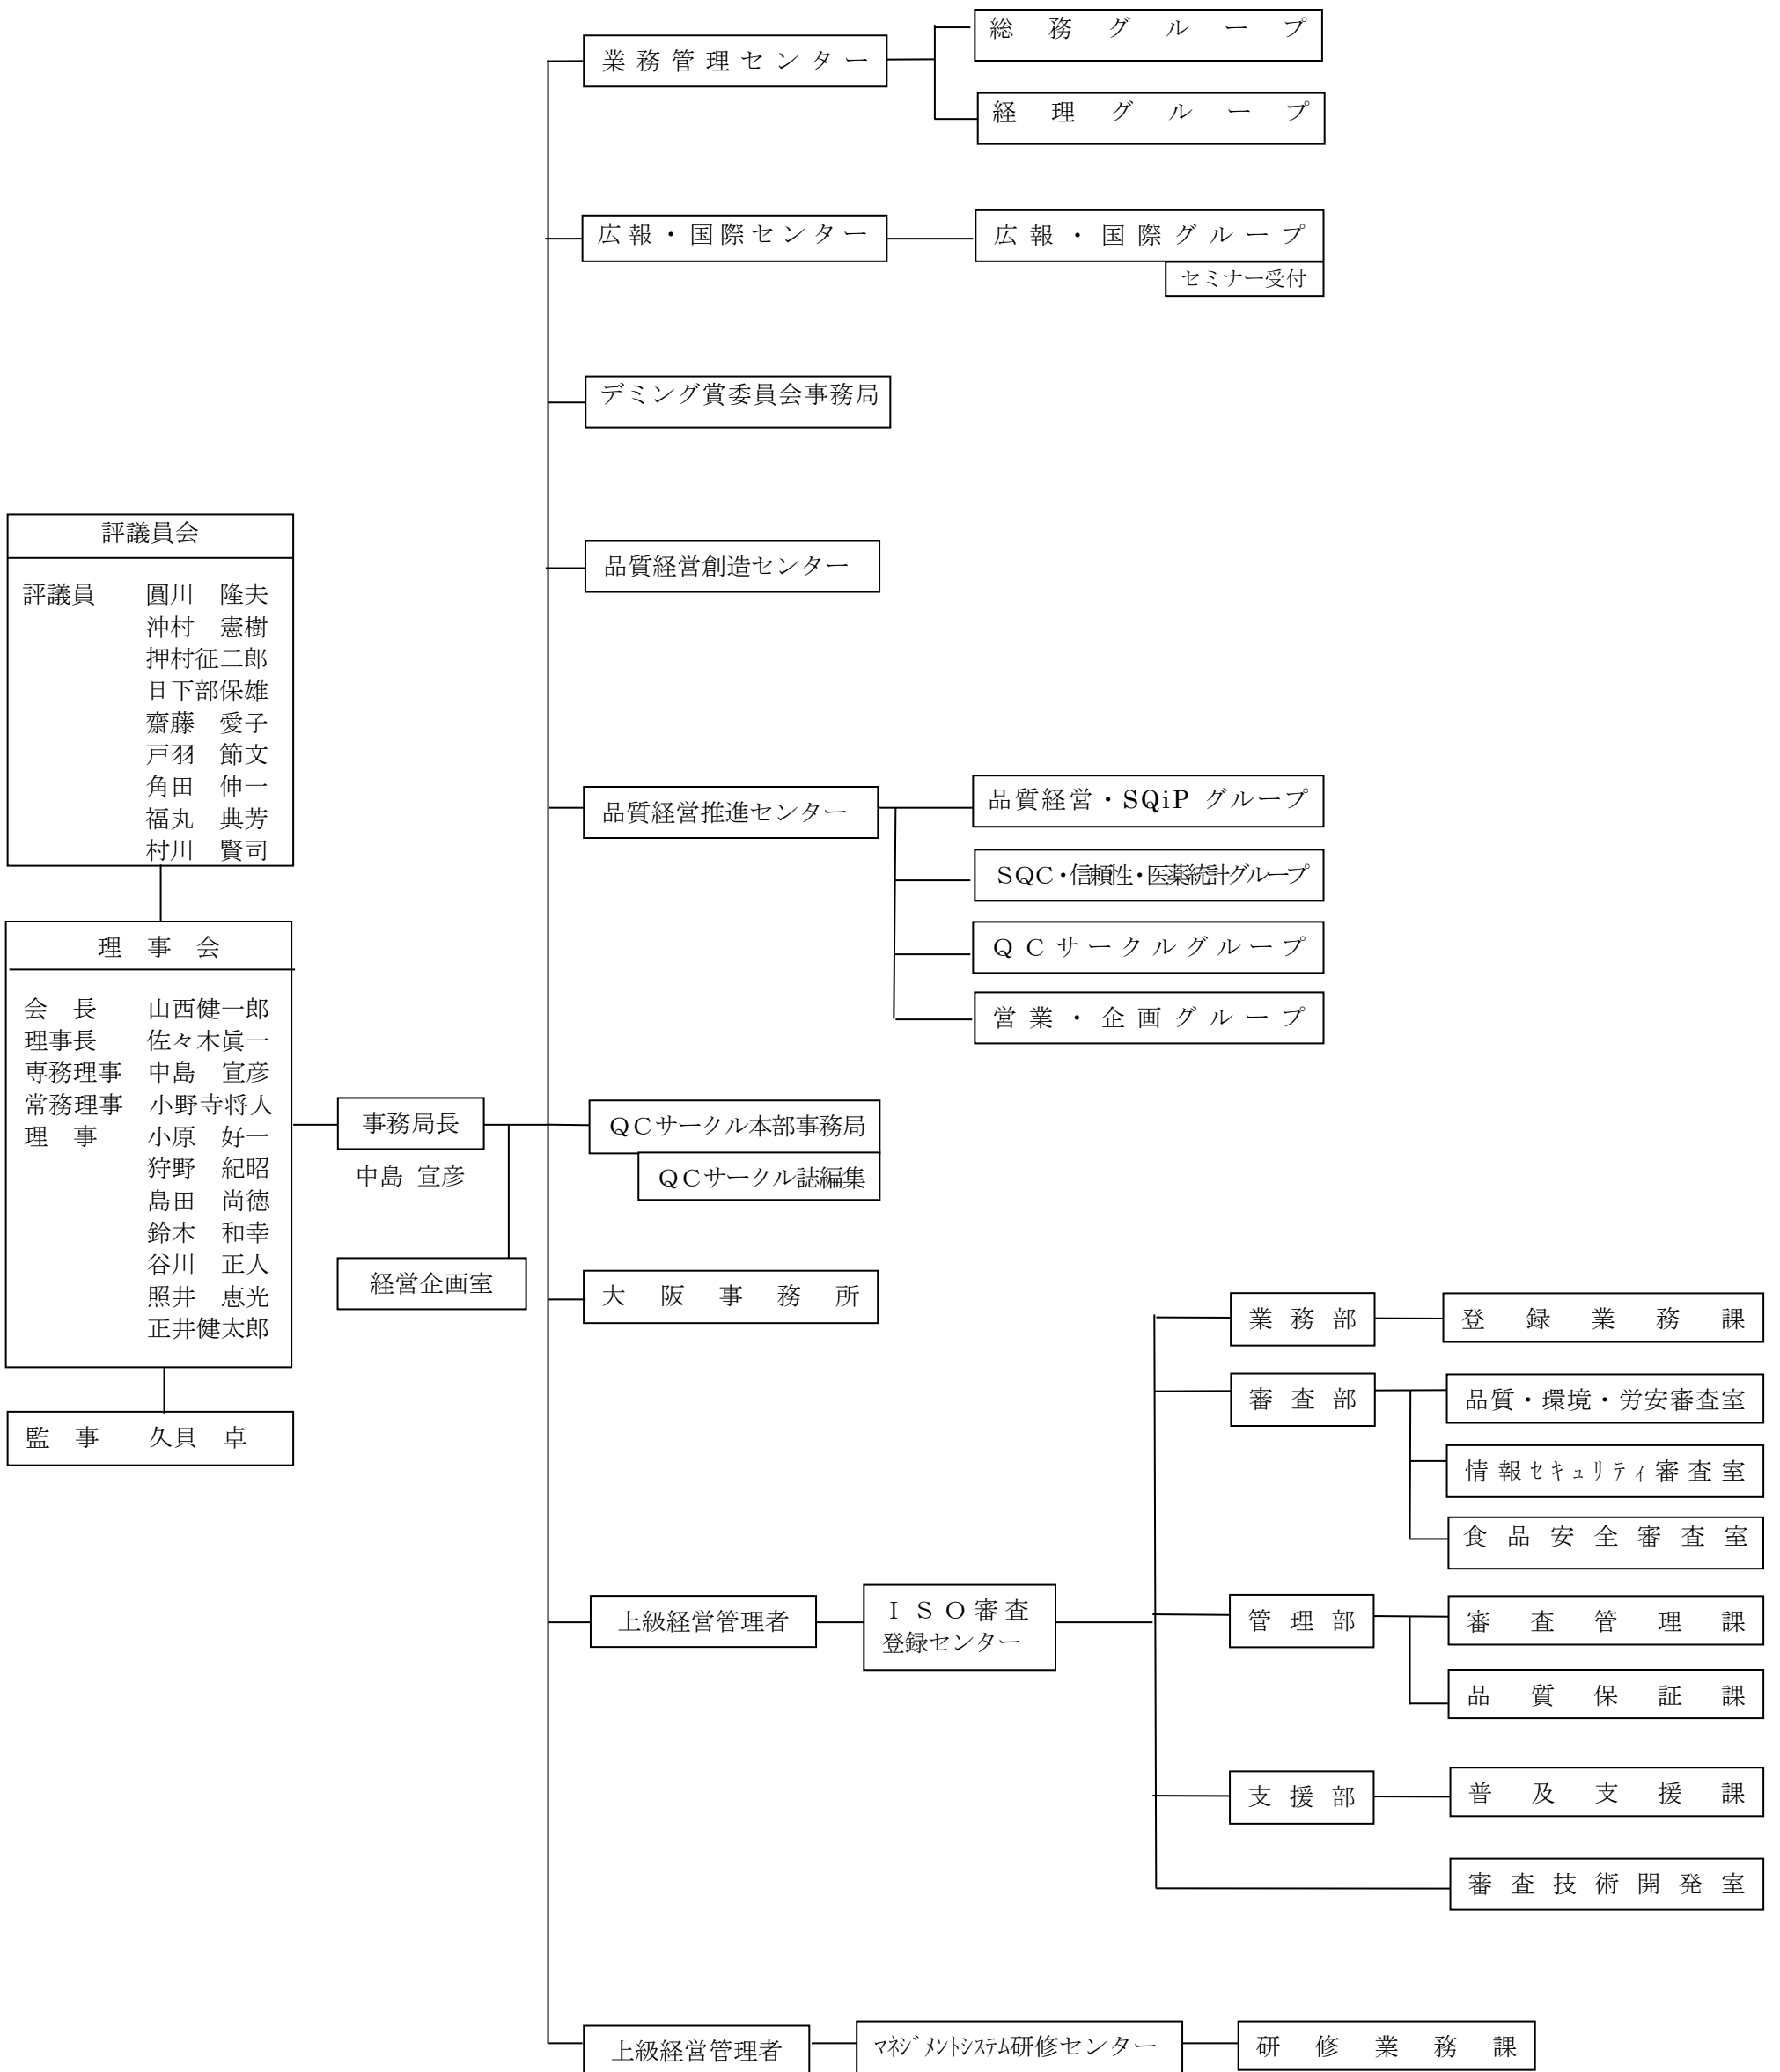 評議員会
評議員 圓川 隆夫
沖村 憲樹
押村征二郎
日下部保雄
齋藤 愛子
戸羽 節文
角田 伸一
福丸 典芳
村川 賢司
理 事 会
会 長 山西健一郎
理事長 佐々木眞一
専務理事 中島 宣彦
常務理事 小野寺将人
理 事 小原 好一
狩野 紀昭
島田 尚徳
鈴木 和幸
谷川 正人
照井 恵光
正井健太郎
監 事 久貝 卓
事務局長
中島 宣彦
経営企画室
業務管理センター
総務グループ
経理グループ
広報・国際センター
広報・国際グループ
セミナー受付
デミング賞委員会事務局
品質経営創造センター
品質経営推進センター
品質経営・SQiP グループ
SQC・信頼性・医薬統計グループ
QCサークルグループ
営業・企画グループ
QCサークル本部事務局
QCサークル誌編集
大阪事務所
上級経営管理者
ISO審査
登録センター
業務部
登録業務課
審査部
品質・環境・労安審査室
情報セキュリティ審査室
食品安全審査室
管理部
審査管理課
品質保証課
支援部
普及支援課
審査技術開発室
上級経営管理者
マネジメントシステム研修センター
研修業務課